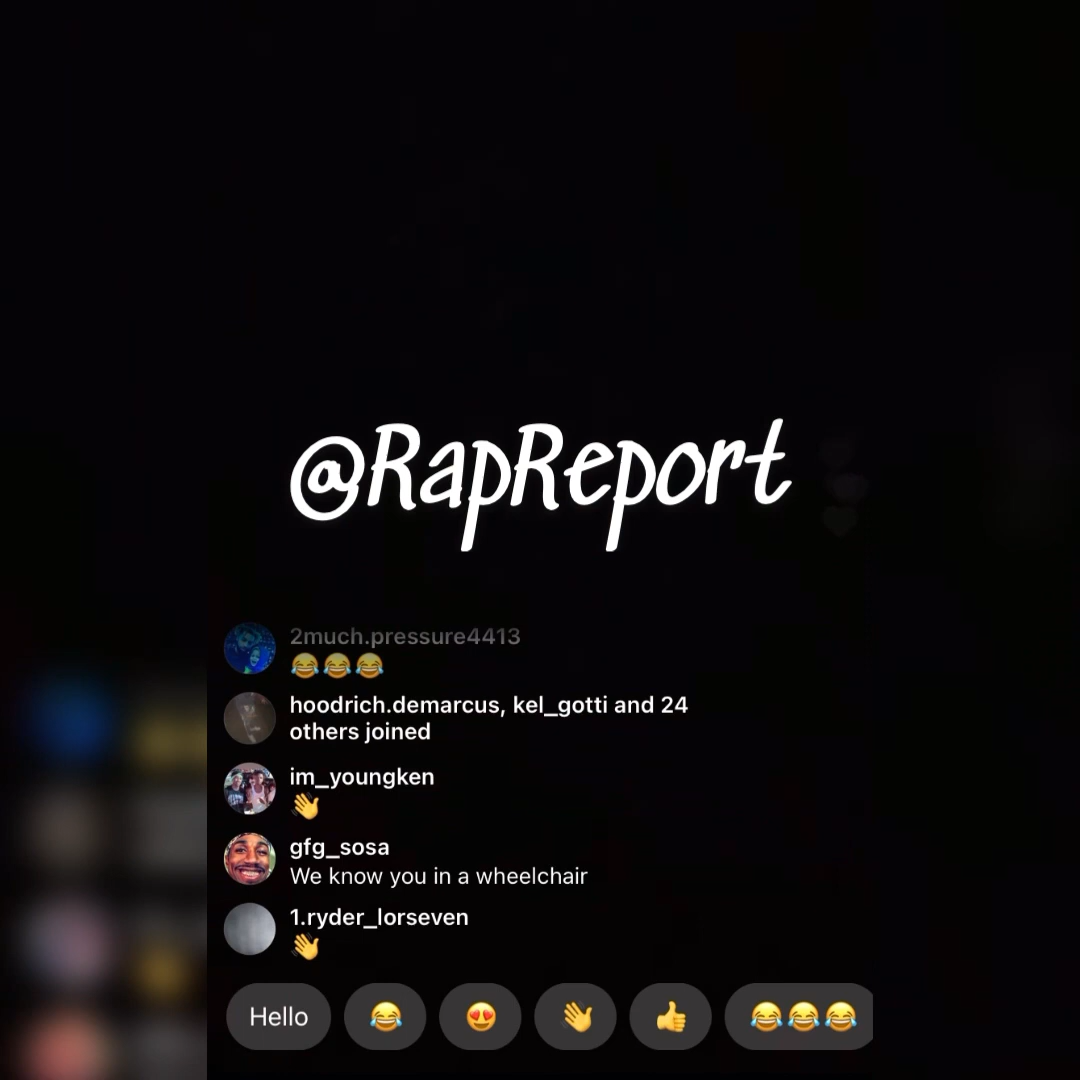 @RapReport
2much.pressure4413
😂😂😂
hoodrich.demarcus, kel_gotti and 24
others joined
im_youngken
👋
gfg_sosa
We know you in a wheelchair
1.ryder_lorseven
👋
Hello 😂 😍 👋 👍 😂😂😂